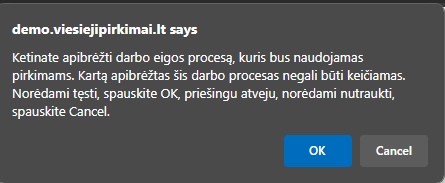 demo.viesiejipirkimai.lt says
Ketinate apibrėžti darbo eigos procesą, kuris bus naudojamas
pirkimams. Kartą apibrėžtas šis darbo procesas negali būti keičiamas.
Norėdami tęsti, spauskite OK, priešingu atveju, norėdami nutraukti,
spauskite Cancel.
OK
Cancel